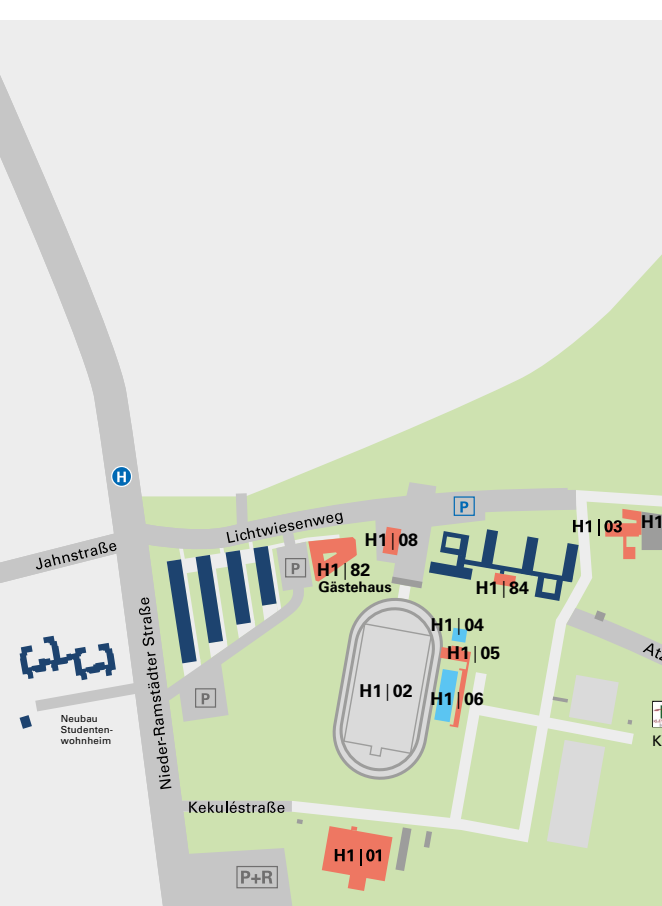 H
P
Lichtwiesenweg
H1|03
H1
H1|08
Jahnstraße
P
H1|82
Gästehaus
H1|84
H1|04
Nieder-Ramstädter Straße
H1|05
H1|02
H1|06
P
Neubau
Studenten-
wohnheim
Kekuléstraße
H1|01
P+R